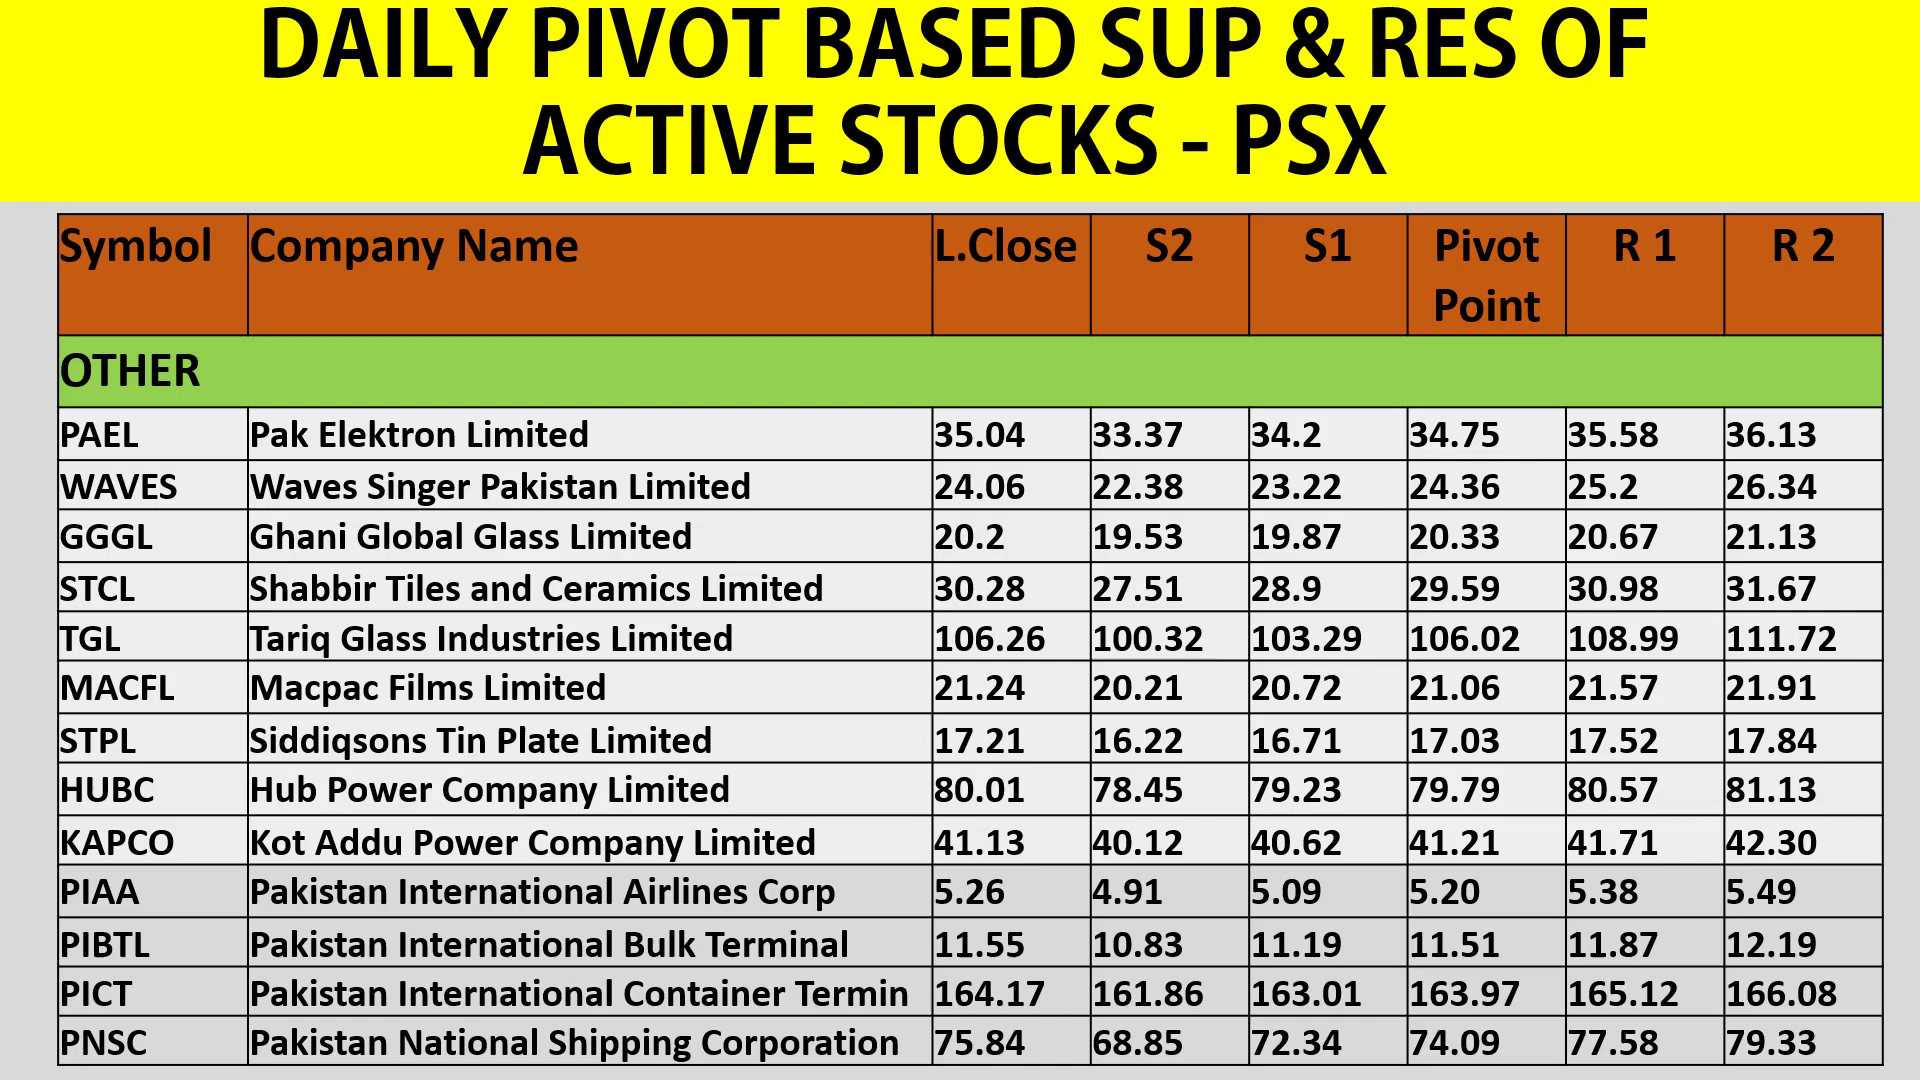 DAILY PIVOT BASED SUP & RES OF
ACTIVE STOCKS - PSX
Symbol Company Name L.Close S2 S1 Pivot Point R 1 R 2
OTHER
PAEL Pak Elektron Limited 35.04 33.37 34.2 34.75 35.58 36.13
WAVES Waves Singer Pakistan Limited 24.06 22.38 23.22 24.36 25.2 26.34
GGGL Ghani Global Glass Limited 20.2 19.53 19.87 20.33 20.67 21.13
STCL Shabbir Tiles and Ceramics Limited 30.28 27.51 28.9 29.59 30.98 31.67
TGL Tariq Glass Industries Limited 106.26 100.32 103.29 106.02 108.99 111.72
MACFL Macpac Films Limited 21.24 20.21 20.72 21.06 21.57 21.91
STPL Siddiqsons Tin Plate Limited 17.21 16.22 16.71 17.03 17.52 17.84
HUBC Hub Power Company Limited 80.01 78.45 79.23 79.79 80.57 81.13
KAPCO Kot Addu Power Company Limited 41.13 40.12 40.62 41.21 41.71 42.30
PIAA Pakistan International Airlines Corp 5.26 4.91 5.09 5.20 5.38 5.49
PIBTL Pakistan International Bulk Terminal 11.55 10.83 11.19 11.51 11.87 12.19
PICT Pakistan International Container Termin 164.17 161.86 163.01 163.97 165.12 166.08
PNSC Pakistan National Shipping Corporation 75.84 68.85 72.34 74.09 77.58 79.33